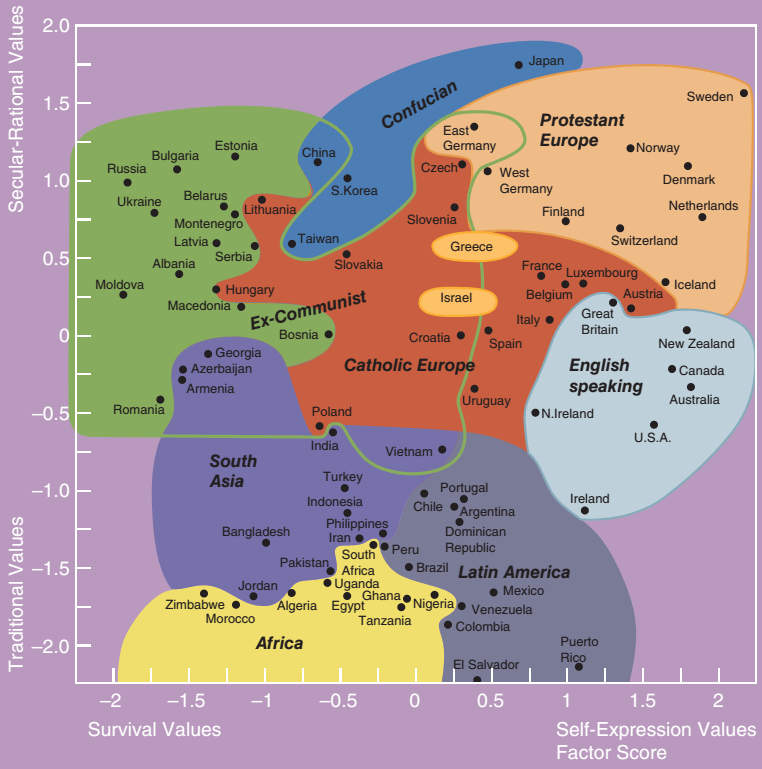 Secular-Rational Values
Traditional Values
2.0
1.5
1.0
0.5
0
−0.5
−1.0
−1.5
−2.0
Japan
Confucian
Sweden
East
Germany
Protestant
Europe
Estonia
Bulgaria
China
Norway
Russia
Czech
West
Germany
Denmark
S.Korea
Belarus
Ukraine
Lithuania
Netherlands
Montenegro
Slovenia
Finland
Latvia
Taiwan
Switzerland
Serbia
Greece
Slovakia
Albania
France
Luxembourg
Moldova
Hungary
Belgium
Iceland
Austria
Macedonia
Ex-Communist
Israel
Great
Britain
Italy
Bosnia
Croatia
Spain
New Zealand
Georgia
Catholic Europe
English
speaking
Azerbaijan
Canada
Armenia
Australia
Romania
Uruguay
Poland
N.Ireland
India
U.S.A.
Vietnam
South
Asia
Turkey
Portugal
Ireland
Indonesia
Chile
Argentina
Philippines
Bangladesh
Iran
Dominican
Republic
South
Africa
Peru
Pakistan
Brazil
Latin America
Uganda
Jordan
Mexico
Zimbabwe
Algeria
Egypt
Ghana
Nigeria
Venezuela
Morocco
Tanzania
Colombia
Africa
Puerto
Rico
El Salvador
−2
−1.5
−1
−0.5
0
0.5
1
1.5
2
Survival Values
Self-Expression Values
Factor Score